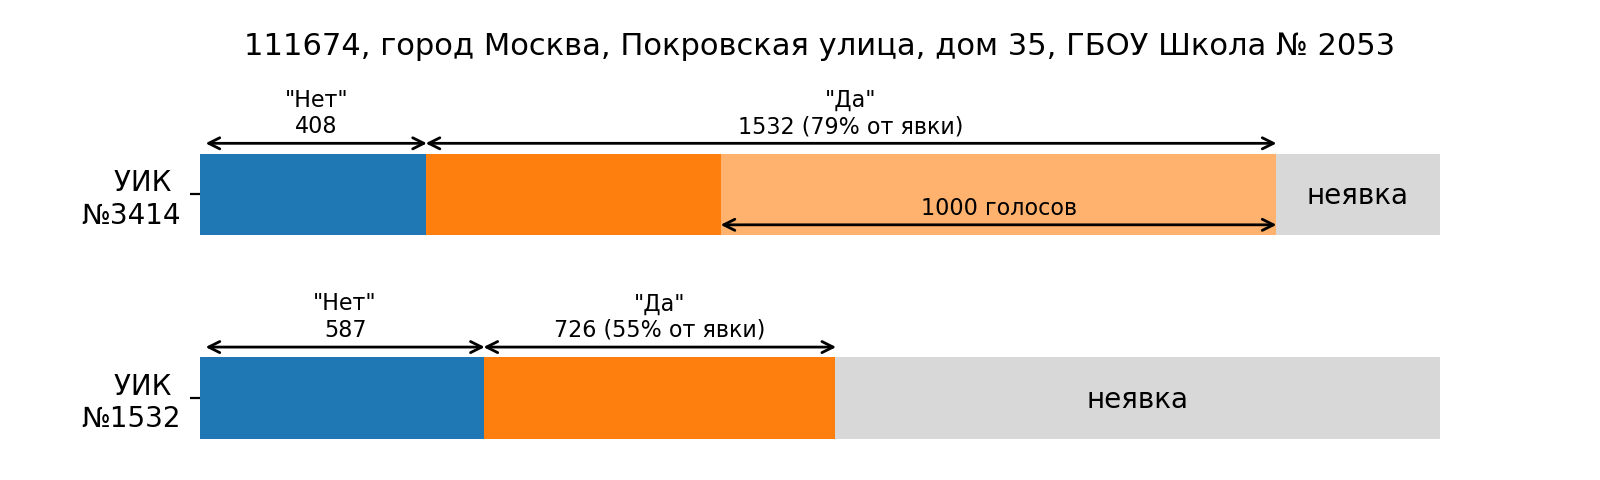 111674, город Москва, Покровская улица, дом 35, ГБОУ Школа № 2053
"Нет"
408
"Да"
1532 (79% от явки)
УИК
№3414
1000 голосов
неявка
"Нет"
587
"Да"
726 (55% от явки)
УИК
№1532
неявка